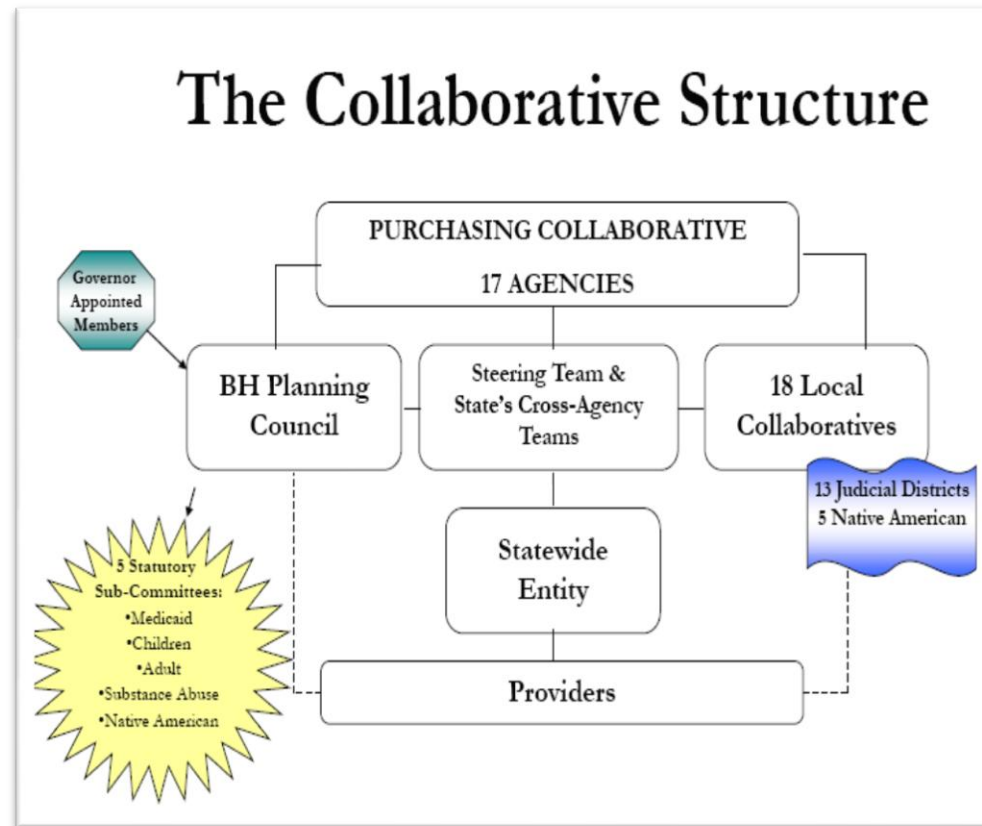 The Collaborative Structure
PURCHASING COLLABORATIVE
17 AGENCIES
Governor
Appointed
Members
BH Planning
Council
Steering Team &
State's Cross-Agency
Teams
18 Local
Collaboratives
13 Judicial Districts
5 Native American
Statewide
Entity
5 Statutory
Sub-Committees:
•Medicaid
•Children
•Adult
•Substance Abuse
•Native American
Providers